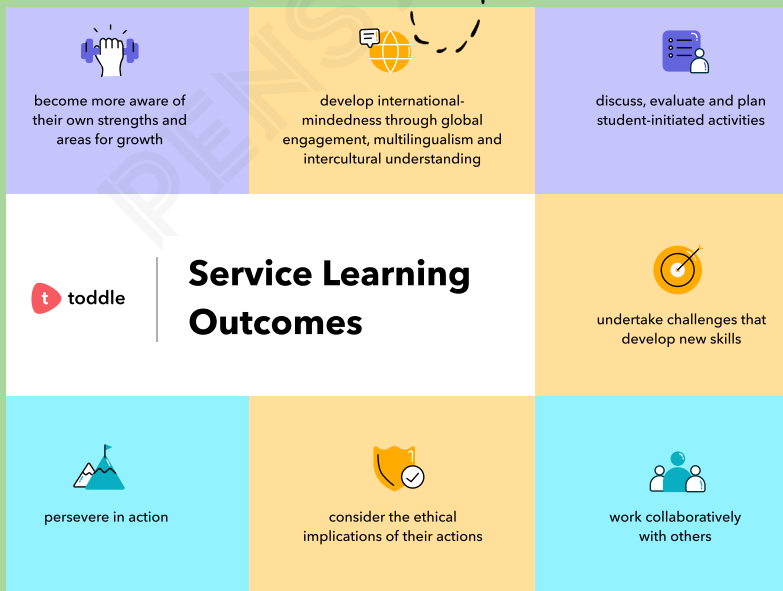 become more aware of
their own strengths and
areas for growth
develop international-
mindedness through global
engagement, multilingualism and
intercultural understanding
discuss, evaluate and plan
student-initiated activities
PENS
t toddle
Service Learning
Outcomes
undertake challenges that
develop new skills
persevere in action
consider the ethical
implications of their actions
work collaboratively
with others